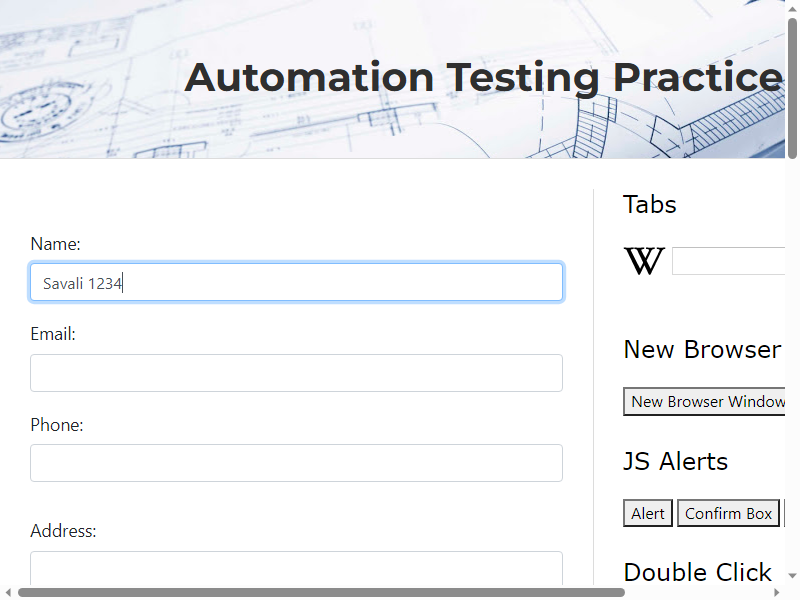 Automation Testing Practice
Name:
Savali 1234
Email:
Phone:
Address:
Tabs
W
New Browser
New Browser Window
JS Alerts
Alert
Confirm Box
Double Click